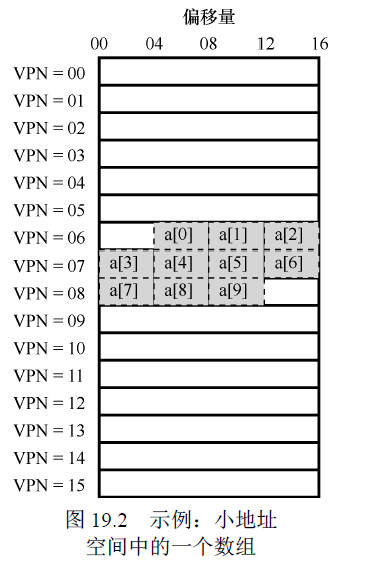 偏移量
00 04 08 12 16
VPN = 00
VPN = 01
VPN = 02
VPN = 03
VPN = 04
VPN = 05
VPN = 06 a[0] a[1] a[2]
VPN = 07 a[3] a[4] a[5] a[6]
VPN = 08 a[7] a[8] a[9]
VPN = 09
VPN = 10
VPN = 11
VPN = 12
VPN = 13
VPN = 14
VPN = 15
图 19.2 示例：小地址
空间中的一个数组